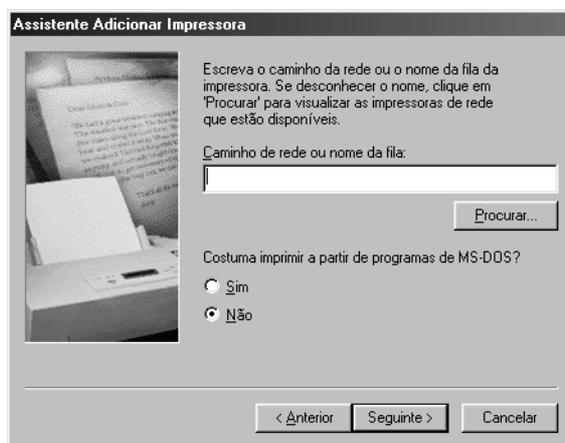 Assistente Adicionar Impressora
Escreva o caminho da rede ou o nome da fila da
impressora. Se desconhecer o nome, clique em
'Procurar' para visualizar as impressoras de rede
que estão disponíveis.
Caminho de rede ou nome da fila:
Procurar...
Costuma imprimir a partir de programas de MS-DOS?
Sim
Não
< Anterior
Seguinte >
Cancelar